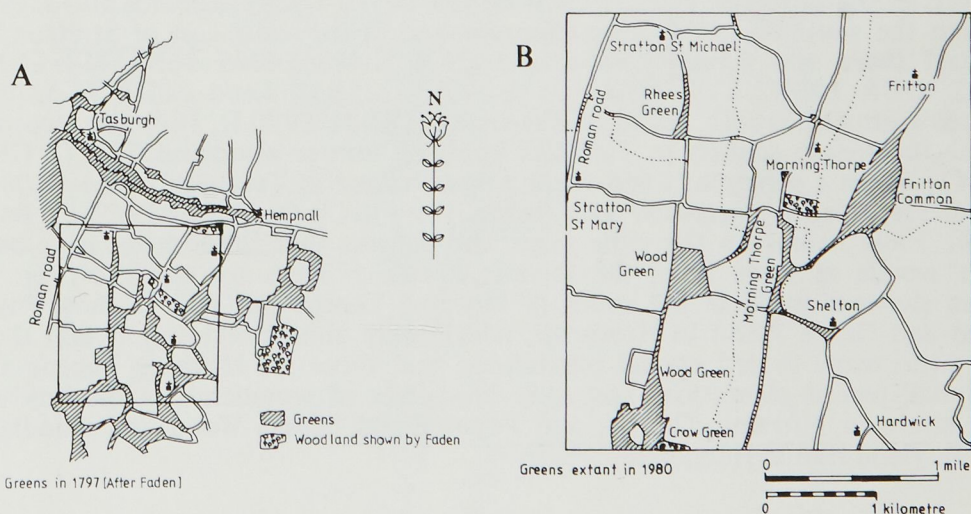 A
Tasburgh
Hempnall
Roman road
N
Greens
Woodland shown by Faden
Greens in 1797 [After Faden]
B
Stratton St Michael
Fritton
Rhees
Green
Roman road
Morning Thorpe
Fritton
Common
Stratton
St Mary
Wood
Green
Morning Thorpe
Green
Shelton
Wood Green
Crow Green
Hardwick
Greens extant in 1980
0
1 mile
0
1 kilometre